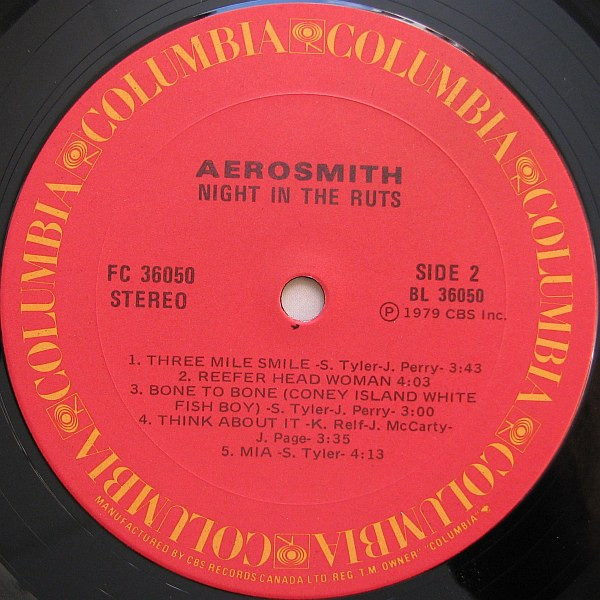 COLUMBIA COLUMBIA COLUMBIA COLUMBIA COLUMBIA COLUMBIA COLUMBIA COLUMBIA
AEROSMITH
NIGHT IN THE RUTS
FC 36050
STEREO
SIDE 2
BL 36050
Ⓟ 1979 CBS Inc.
1. THREE MILE SMILE -S. Tyler-J. Perry- 3:43
2. REEFER HEAD WOMAN 4:03
3. BONE TO BONE (CONEY ISLAND WHITE
FISH BOY) -S. Tyler-J. Perry- 3:00
4. THINK ABOUT IT -K. Relf-J. McCarty-
J. Page- 3:35
5. MIA -S. Tyler- 4:13
MANUFACTURED BY CBS RECORDS CANADA LTD REG. T.M OWNER "COLUMBIA"